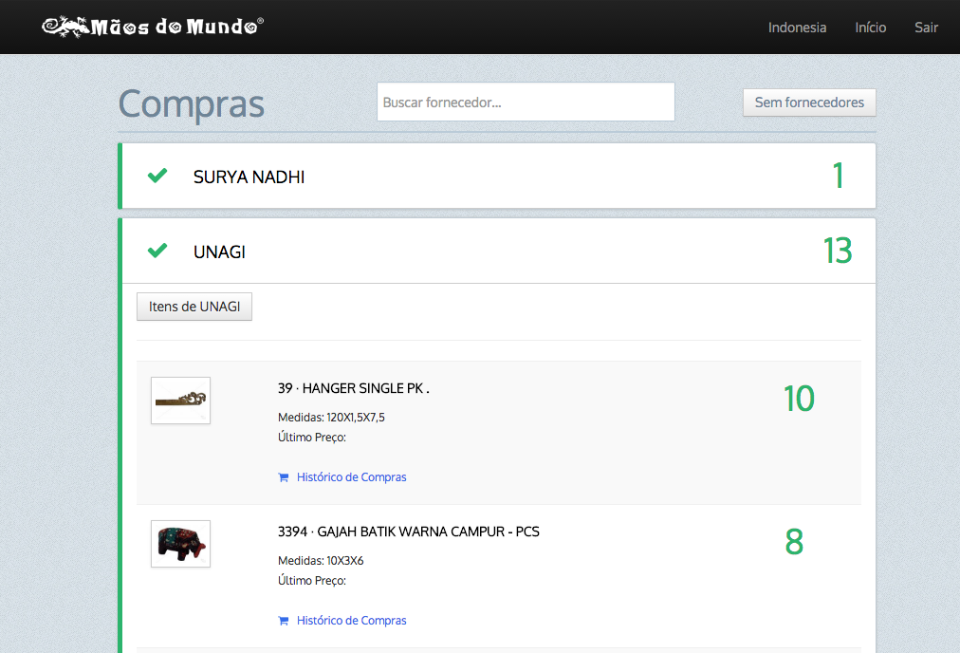 Mãos do Mundo®
Indonesia Início Sair
Compras
Buscar fornecedor...
Sem fornecedores
SURYA NADHI 1
UNAGI 13
Itens de UNAGI
39 · HANGER SINGLE PK . 10
Medidas: 120X1,5X7,5
Último Preço:
Histórico de Compras
3394 · GAJAH BATIK WARNA CAMPUR - PCS 8
Medidas: 10X3X6
Último Preço:
Histórico de Compras